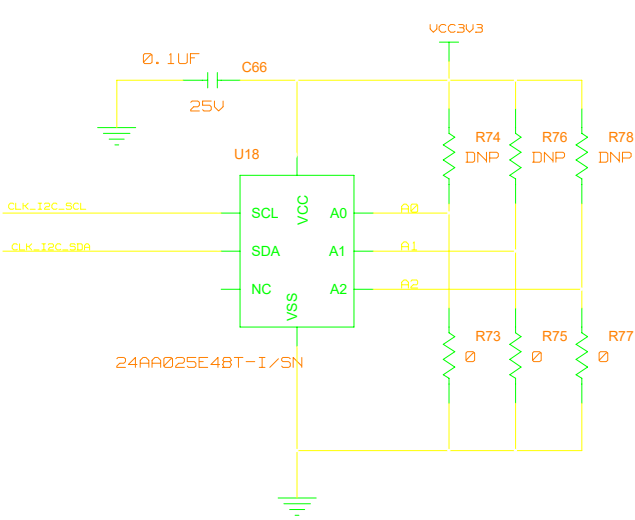 VCC3V3
0.1UF C66
25V
R74 R76 R78
DNP DNP DNP
U18
CLK_I2C_SCL SCL VCC A0 A0
CLK_I2C_SDA SDA A1 A1
NC VSS A2 A2
R73 R75 R77
0 0 0
24AA025E48T-I/SN